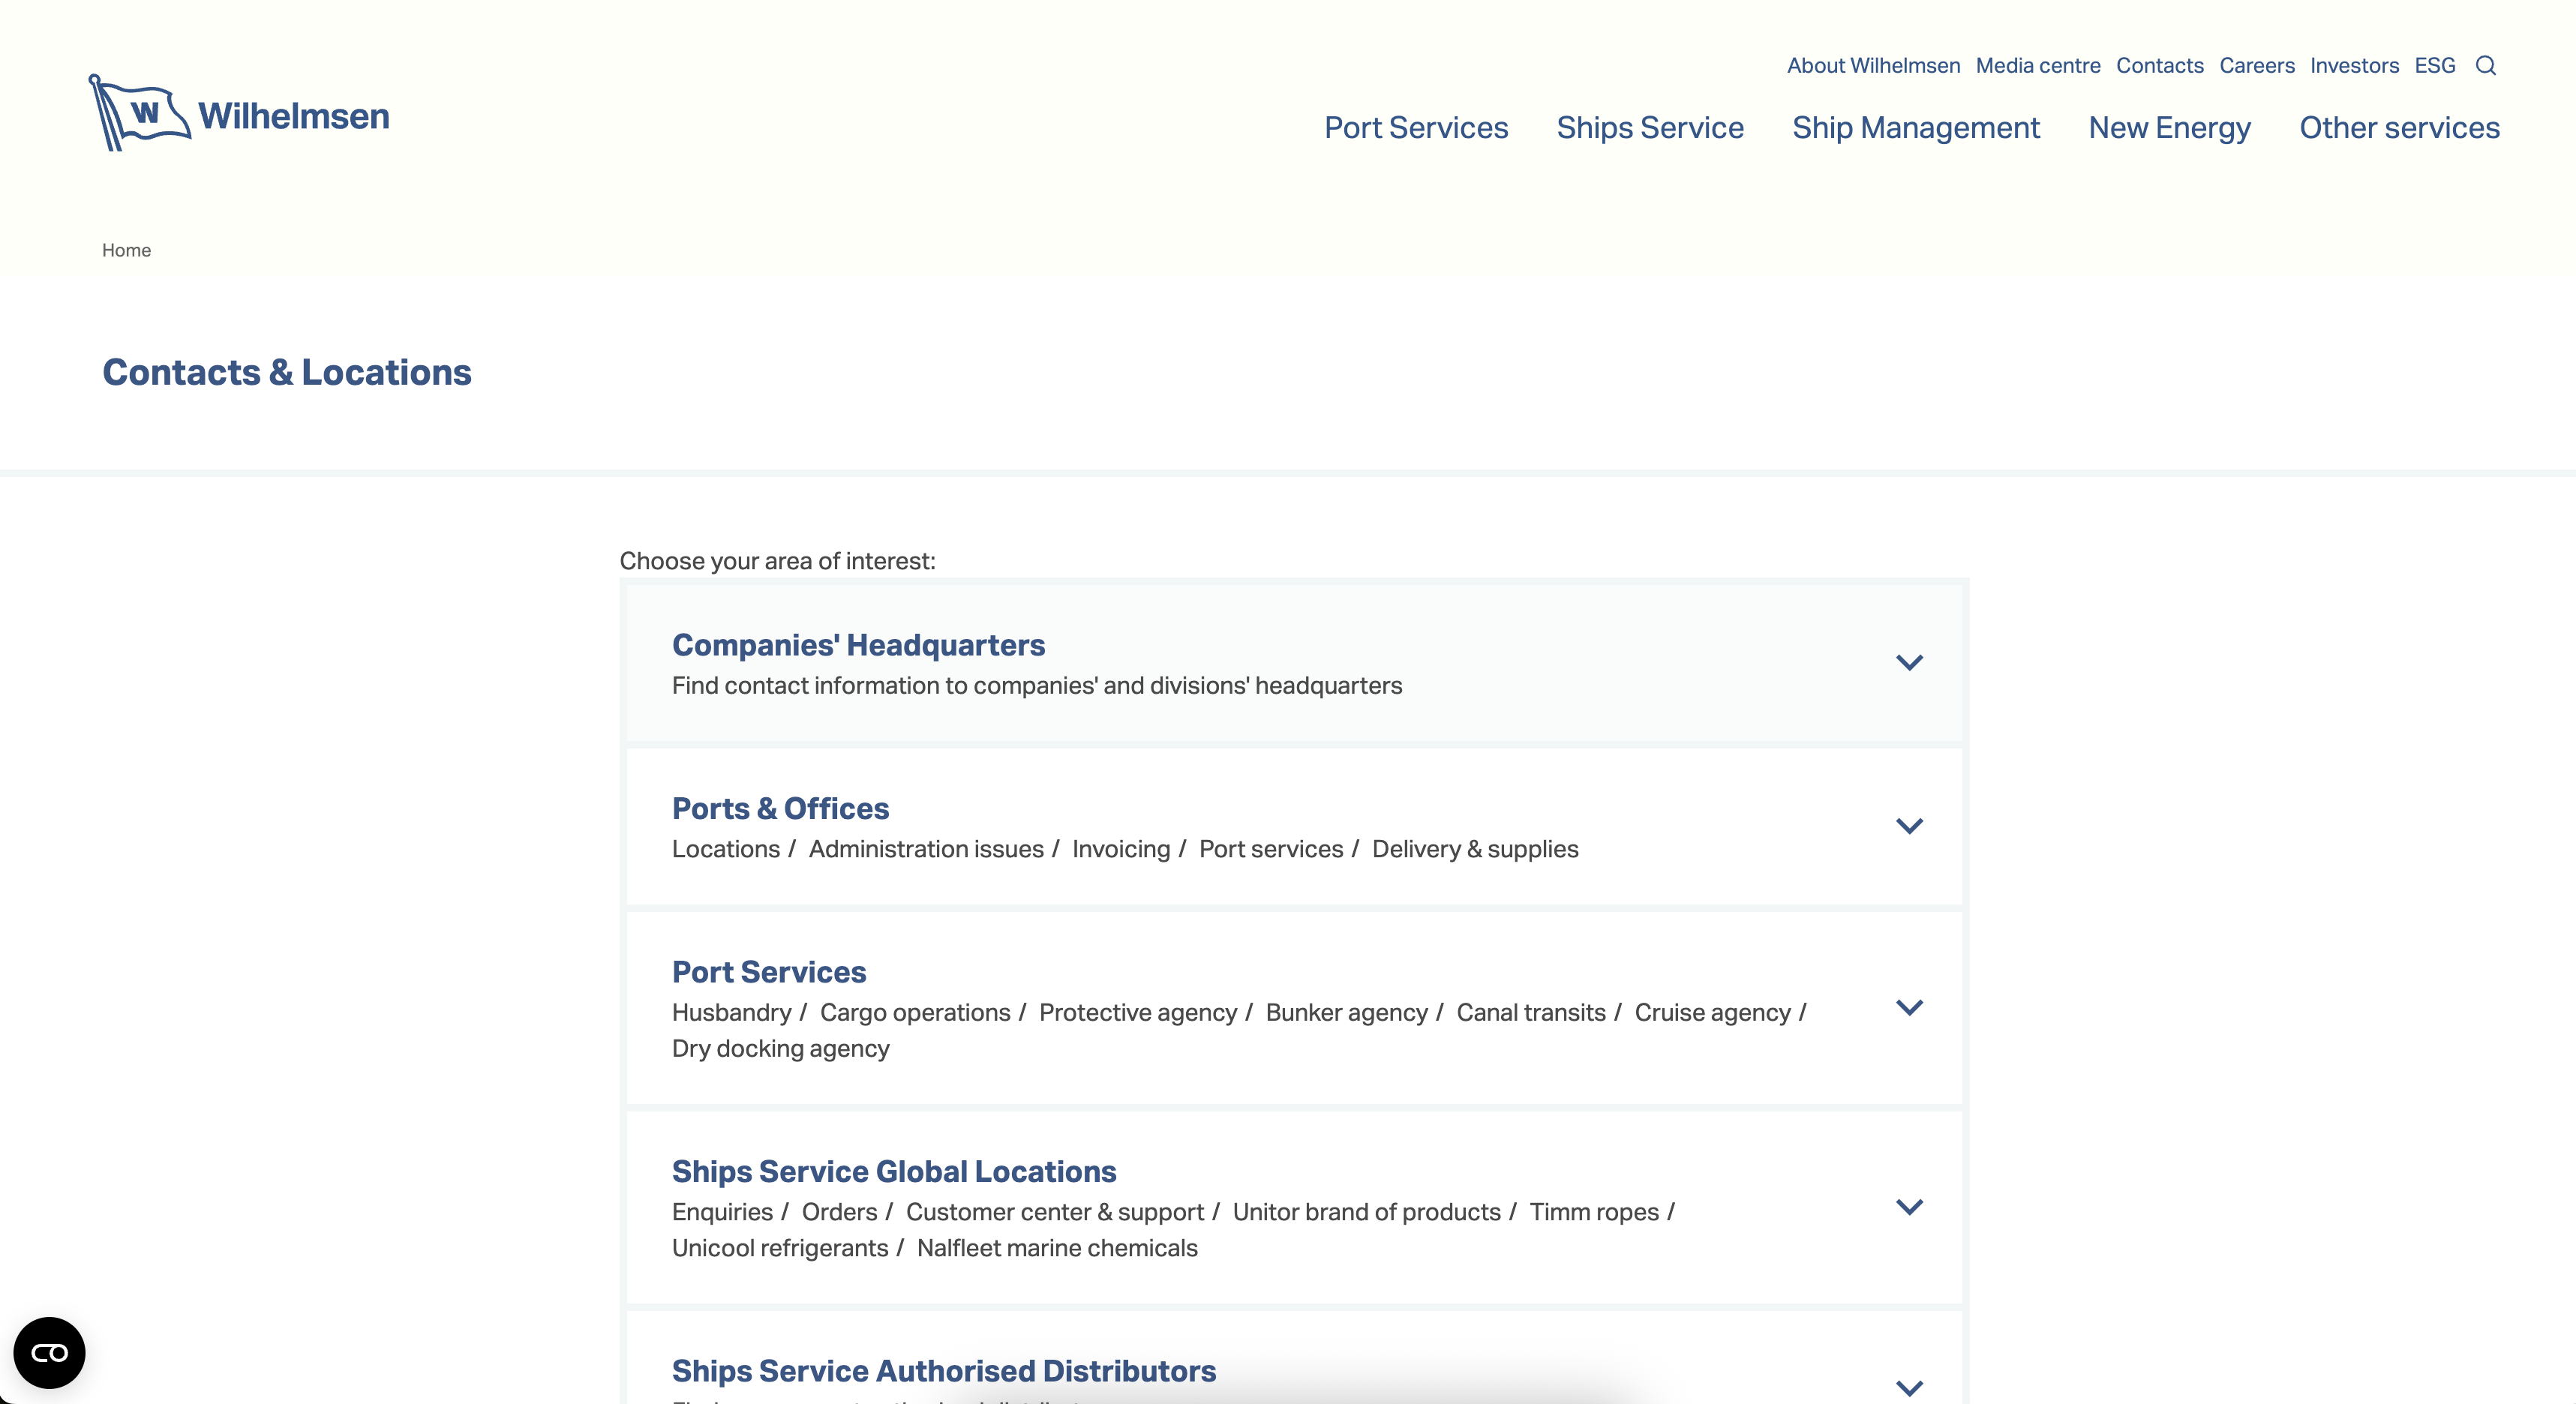 About Wilhelmsen Media centre Contacts Careers Investors ESG
W Wilhelmsen
Port Services Ships Service Ship Management New Energy Other services
Home
Contacts & Locations
Choose your area of interest:
Companies' Headquarters
Find contact information to companies' and divisions' headquarters
Ports & Offices
Locations / Administration issues / Invoicing / Port services / Delivery & supplies
Port Services
Husbandry / Cargo operations / Protective agency / Bunker agency / Canal transits / Cruise agency /
Dry docking agency
Ships Service Global Locations
Enquiries / Orders / Customer center & support / Unitor brand of products / Timm ropes /
Unicool refrigerants / Nalfleet marine chemicals
Ships Service Authorised Distributors